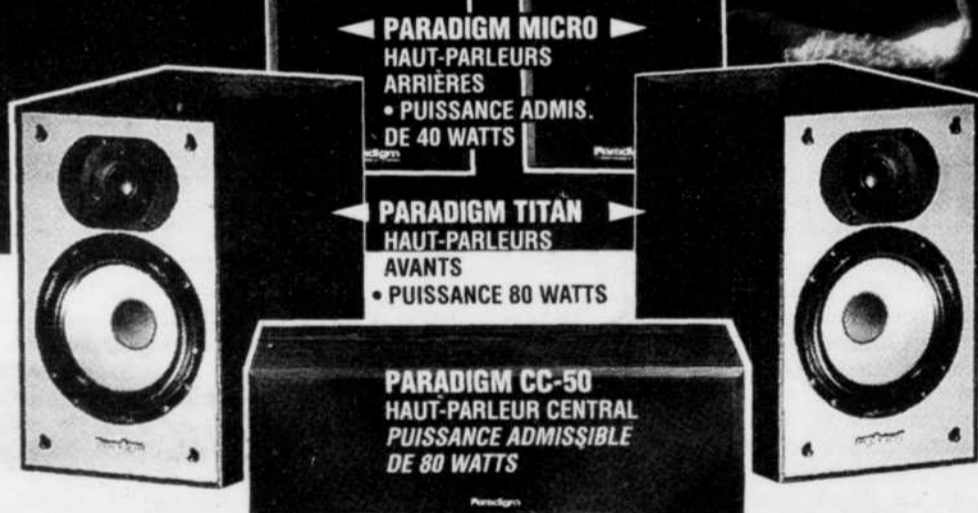 ◄ PARADIGM MICRO ►
HAUT-PARLEURS
ARRIÈRES
• PUISSANCE ADMIS.
DE 40 WATTS
◄ PARADIGM TITAN ►
HAUT-PARLEURS
AVANTS
• PUISSANCE 80 WATTS
PARADIGM CC-50
HAUT-PARLEUR CENTRAL
PUISSANCE ADMISSIBLE
DE 80 WATTS
Paradigm